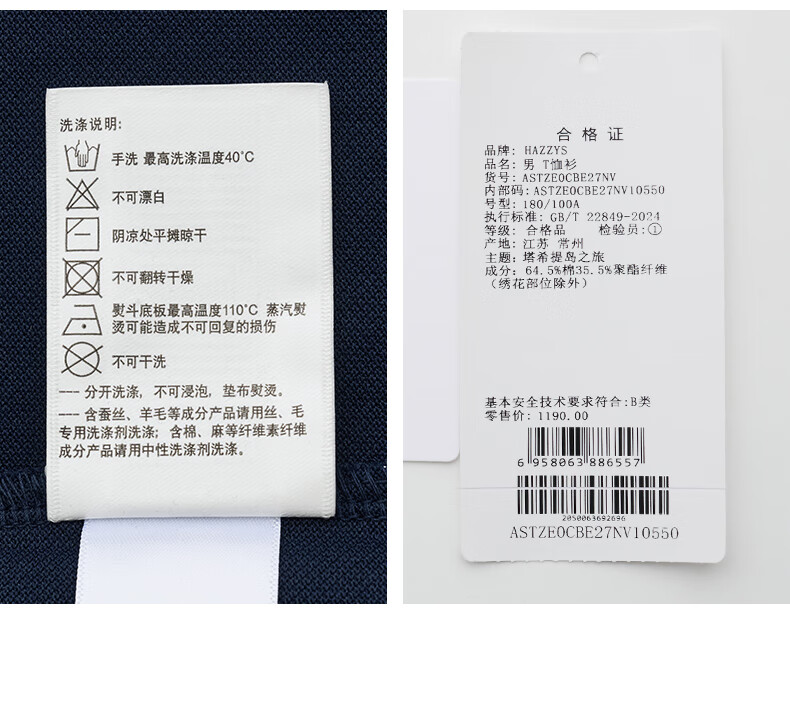 洗涤说明:
手洗 最高洗涤温度40°C
不可漂白
阴凉处平摊晾干
不可翻转干燥
熨斗底板最高温度110°C 蒸汽熨
烫可能造成不可回复的损伤
不可干洗
--- 分开洗涤，不可浸泡，垫布熨烫。
--- 含蚕丝、羊毛等成分产品请用丝、毛
专用洗涤剂洗涤; 含棉、麻等纤维素纤维
成分产品请用中性洗涤剂洗涤。
合格证
品牌: HAZZYS
品名: 男 T恤衫
货号: ASTZE0CBE27NV
内部码: ASTZE0CBE27NV10550
号型: 180/100A
执行标准: GB/T 22849-2024
等级: 合格品 检验员:①
产地: 江苏 常州
主题: 塔希提岛之旅
成分: 64.5%棉35.5%聚酯纤维
（绣花部位除外）
基本安全技术要求符合:B类
零售价: 1190.00
6 958063 886557
2050063692696
ASTZE0CBE27NV10550